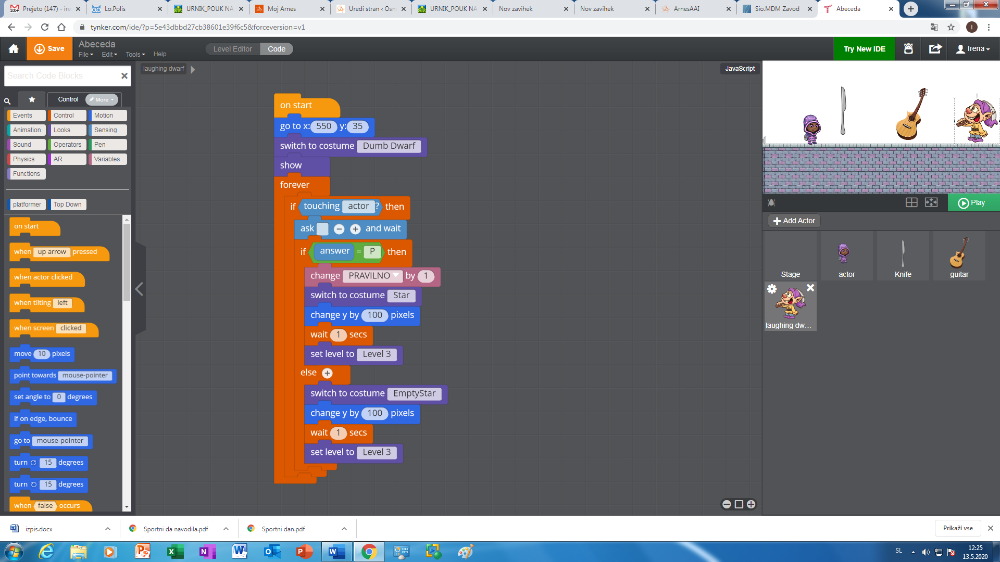 Prejeto (147) - ire
Lo.Polis
URNIK_POUK NA
Moj Arnes
Uredi stran ‹ Osn
URNIK_POUK NA
Nov zavihek
Nov zavihek
ArnesAAI
Sio.MDM Zavod
Abeceda
tynker.com/ide/?p=5e43dbbd27cb38601e39f6c5&forceversion=v1
Save
Abeceda
File
Edit
Tools
Help
Level Editor
Code
Try New IDE
Irena
Search Code Blocks
Control
More
Events
Control
Motion
Animation
Looks
Sensing
Sound
Operators
Pen
Physics
AR
Variables
Functions
platformer
Top Down
on start
when up arrow pressed
when actor clicked
when tilting left
when screen clicked
move 10 pixels
point towards mouse-pointer
set angle to 0 degrees
if on edge, bounce
go to mouse-pointer
turn 15 degrees
turn 15 degrees
when false occurs
laughing dwarf
JavaScript
on start
go to x: 550 y: 35
switch to costume Dumb Dwarf
show
forever
if touching actor ? then
ask − + and wait
if answer = P then
change PRAVILNO by 1
switch to costume Star
change y by 100 pixels
wait 1 secs
set level to Level 3
else +
switch to costume EmptyStar
change y by 100 pixels
wait 1 secs
set level to Level 3
Play
Add Actor
Stage
actor
Knife
guitar
laughing dw...
izpis.docx
Sportni da navodila.pdf
Sportni dan.pdf
Prikaži vse
SL
12:25
13.5.2020